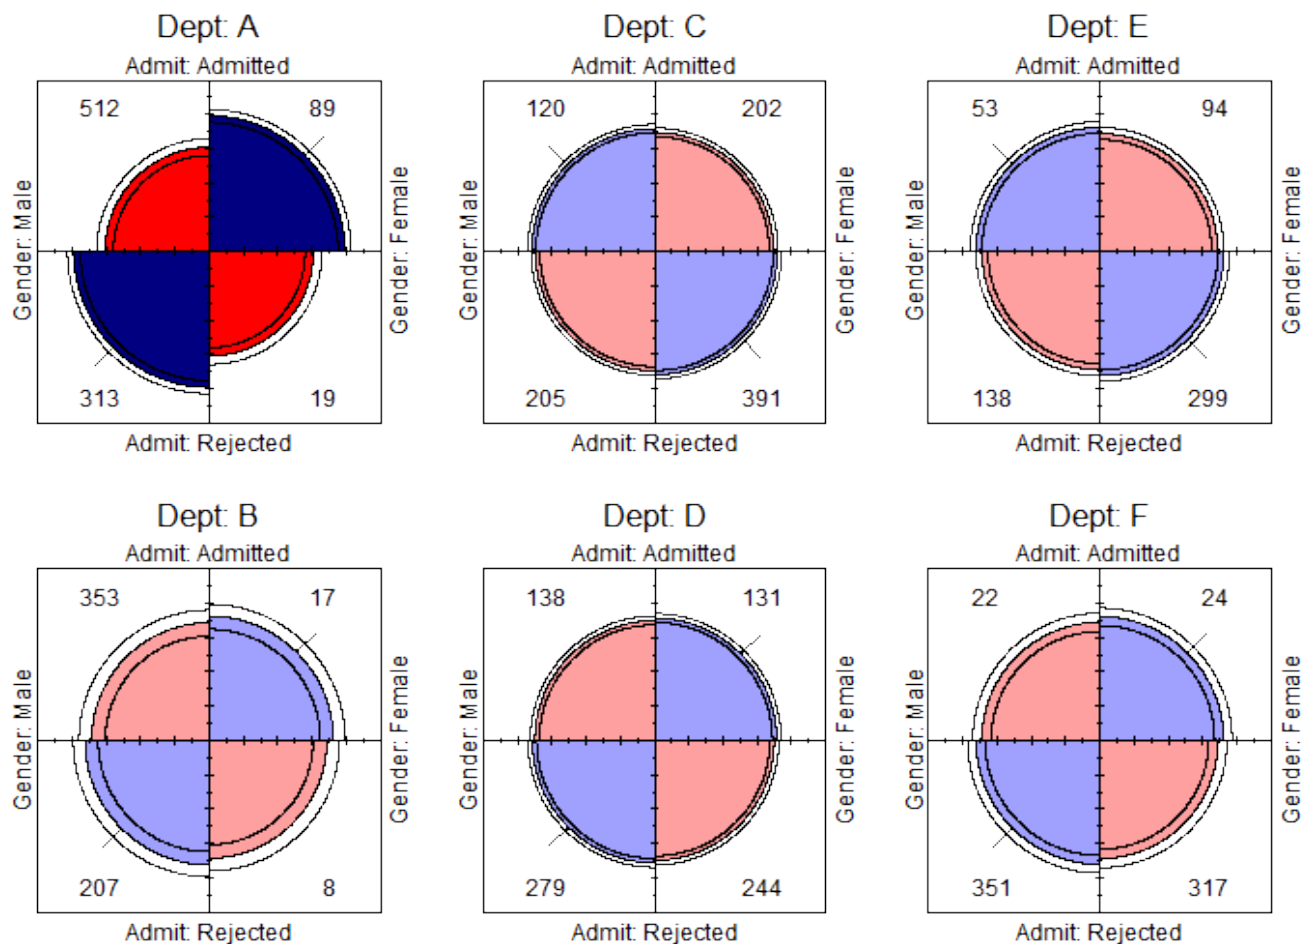 Dept: A
Admit: Admitted
512 89
Gender: Male
Gender: Female
313 19
Admit: Rejected
Dept: C
Admit: Admitted
120 202
Gender: Male
Gender: Female
205 391
Admit: Rejected
Dept: E
Admit: Admitted
53 94
Gender: Male
Gender: Female
138 299
Admit: Rejected
Dept: B
Admit: Admitted
353 17
Gender: Male
Gender: Female
207 8
Admit: Rejected
Dept: D
Admit: Admitted
138 131
Gender: Male
Gender: Female
279 244
Admit: Rejected
Dept: F
Admit: Admitted
22 24
Gender: Male
Gender: Female
351 317
Admit: Rejected